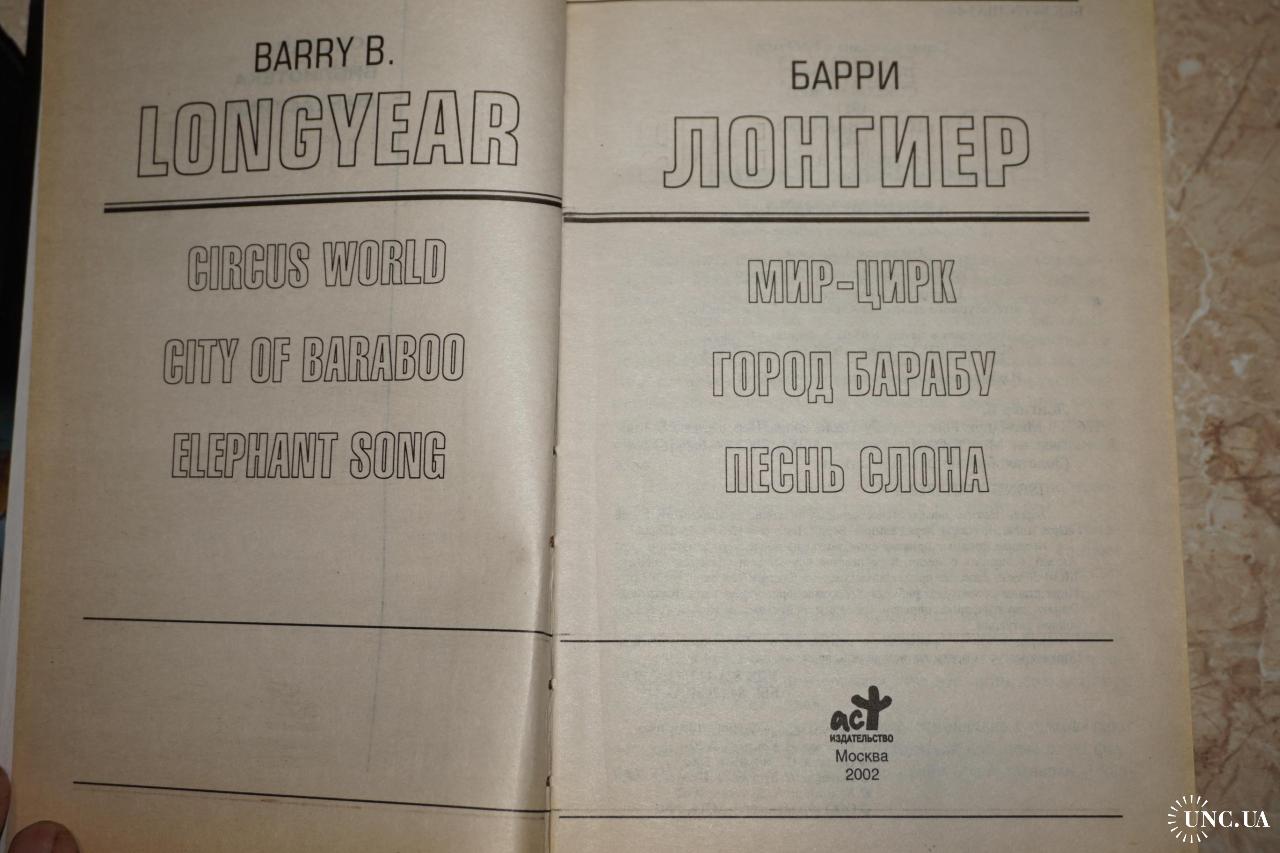 BARRY B.
LONGYEAR
CIRCUS WORLD
CITY OF BARABOO
ELEPHANT SONG
БАРРИ
ЛОНГИЕР
МИР-ЦИРК
ГОРОД БАРАБУ
ПЕСНЬ СЛОНА
аст
ИЗДАТЕЛЬСТВО
Москва
2002
UNC.UA